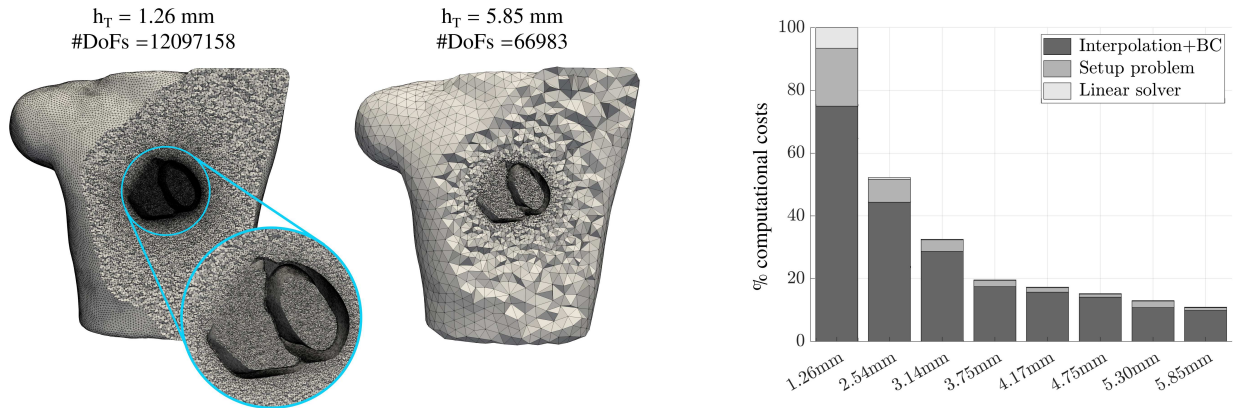 h_T = 1.26 mm
#DoFs =12097158
h_T = 5.85 mm
#DoFs =66983
% computational costs
100
80
60
40
20
0
Interpolation+BC
Setup problem
Linear solver
1.26mm
2.54mm
3.14mm
3.75mm
4.17mm
4.75mm
5.30mm
5.85mm